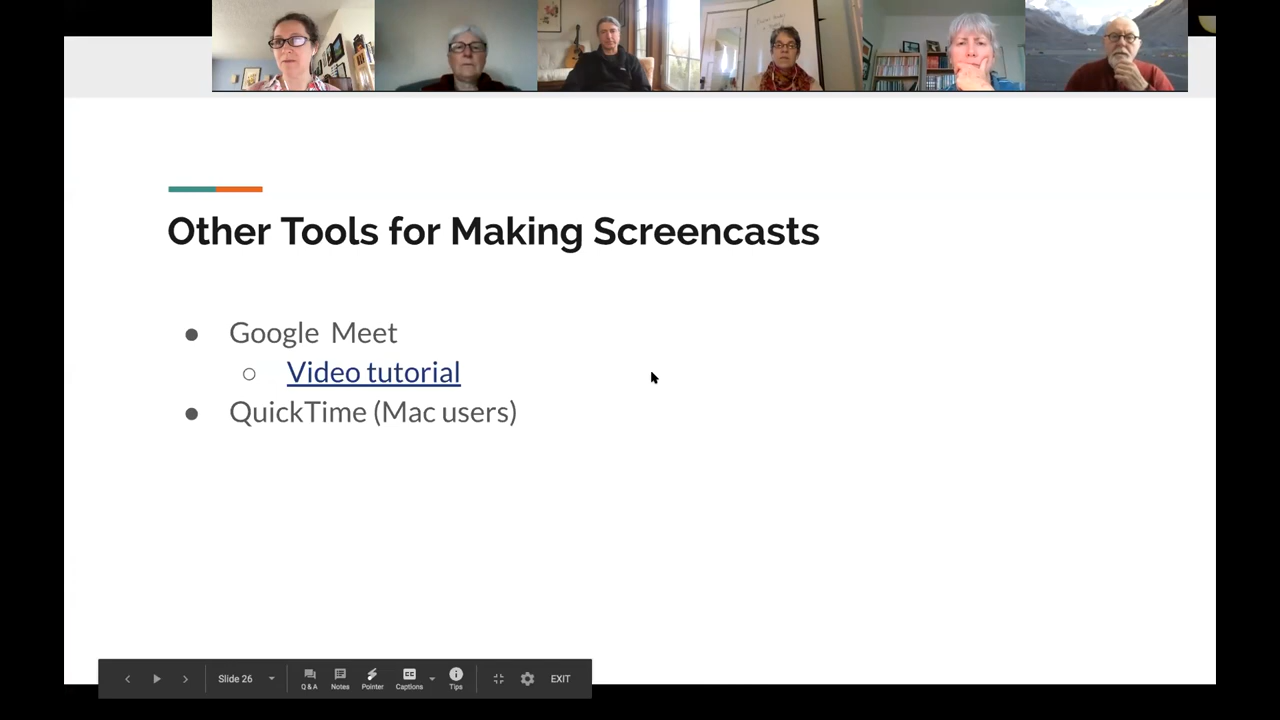 Other Tools for Making Screencasts
● Google Meet
○ Video tutorial
● QuickTime (Mac users)
Slide 26
Q & A
Notes
Pointer
CC
Captions
Tips
EXIT